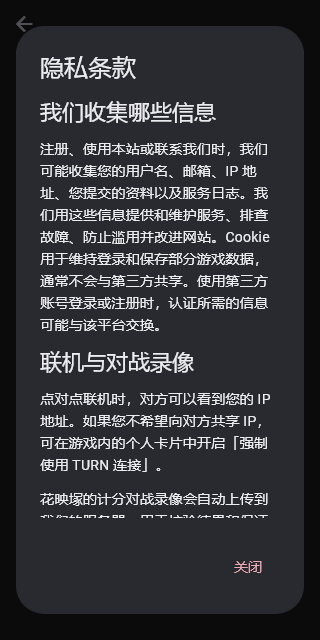 隐私条款
我们收集哪些信息
注册、使用本站或联系我们时，我们
可能收集您的用户名、邮箱、IP 地
址、您提交的资料以及服务日志。我
们用这些信息提供和维护服务、排查
故障、防止滥用并改进网站。Cookie
用于维持登录和保存部分游戏数据，
通常不会与第三方共享。使用第三方
账号登录或注册时，认证所需的信息
可能与该平台交换。
联机与对战录像
点对点联机时，对方可以看到您的 IP
地址。如果您不希望向对方共享 IP，
可在游戏内的个人卡片中开启「强制
使用 TURN 连接」。
花映塚的计分对战录像会自动上传到
关闭